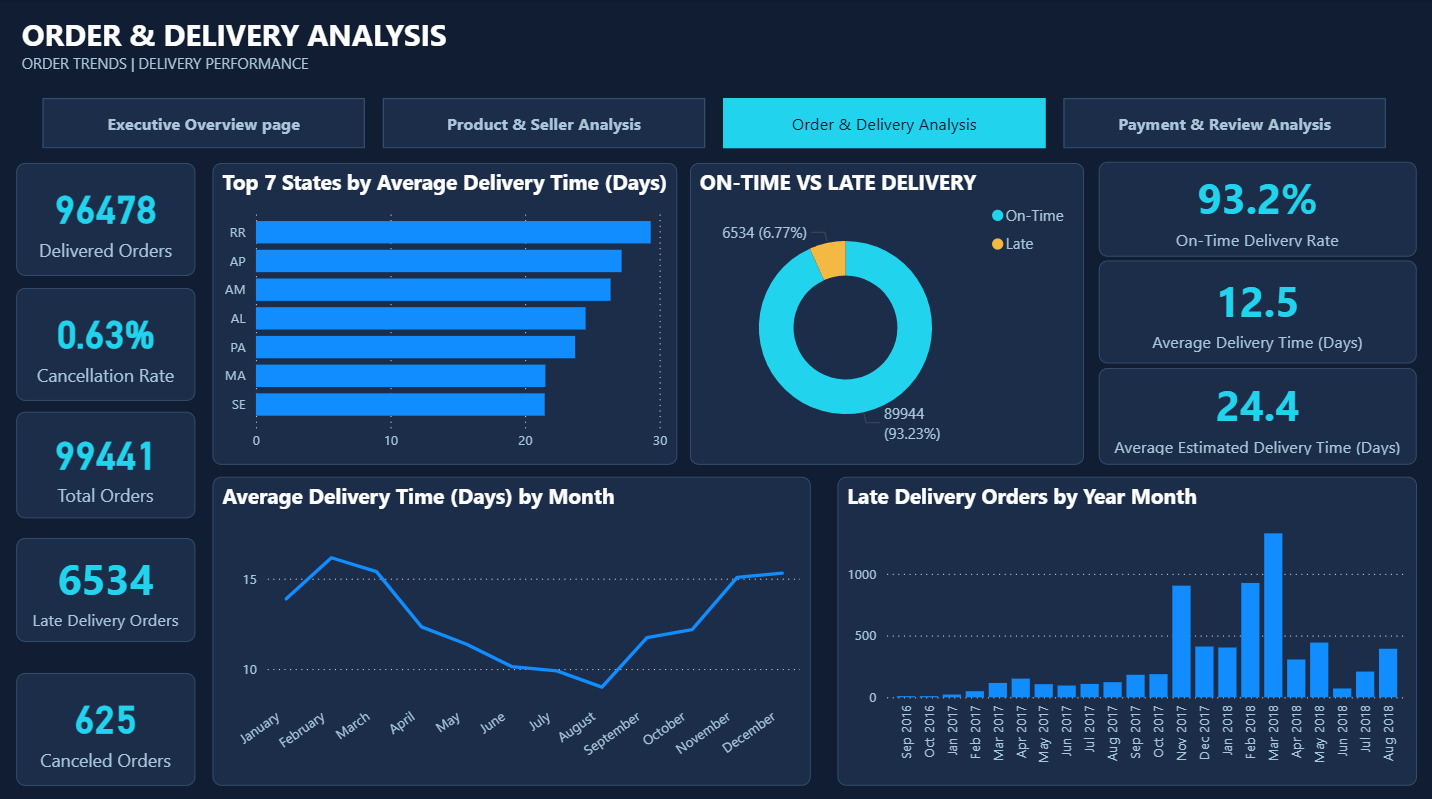 ORDER & DELIVERY ANALYSIS
ORDER TRENDS | DELIVERY PERFORMANCE
Executive Overview page
Product & Seller Analysis
Order & Delivery Analysis
Payment & Review Analysis
96478
Delivered Orders
0.63%
Cancellation Rate
99441
Total Orders
6534
Late Delivery Orders
625
Canceled Orders
Top 7 States by Average Delivery Time (Days)
RR
AP
AM
AL
PA
MA
SE
0
10
20
30
ON-TIME VS LATE DELIVERY
On-Time
Late
6534 (6.77%)
89944
(93.23%)
93.2%
On-Time Delivery Rate
12.5
Average Delivery Time (Days)
24.4
Average Estimated Delivery Time (Days)
Average Delivery Time (Days) by Month
15
10
January
February
March
April
May
June
July
August
September
October
November
December
Late Delivery Orders by Year Month
1000
500
0
Sep 2016
Oct 2016
Jan 2017
Feb 2017
Mar 2017
Apr 2017
May 2017
Jun 2017
Jul 2017
Aug 2017
Sep 2017
Oct 2017
Nov 2017
Dec 2017
Jan 2018
Feb 2018
Mar 2018
Apr 2018
May 2018
Jun 2018
Jul 2018
Aug 2018